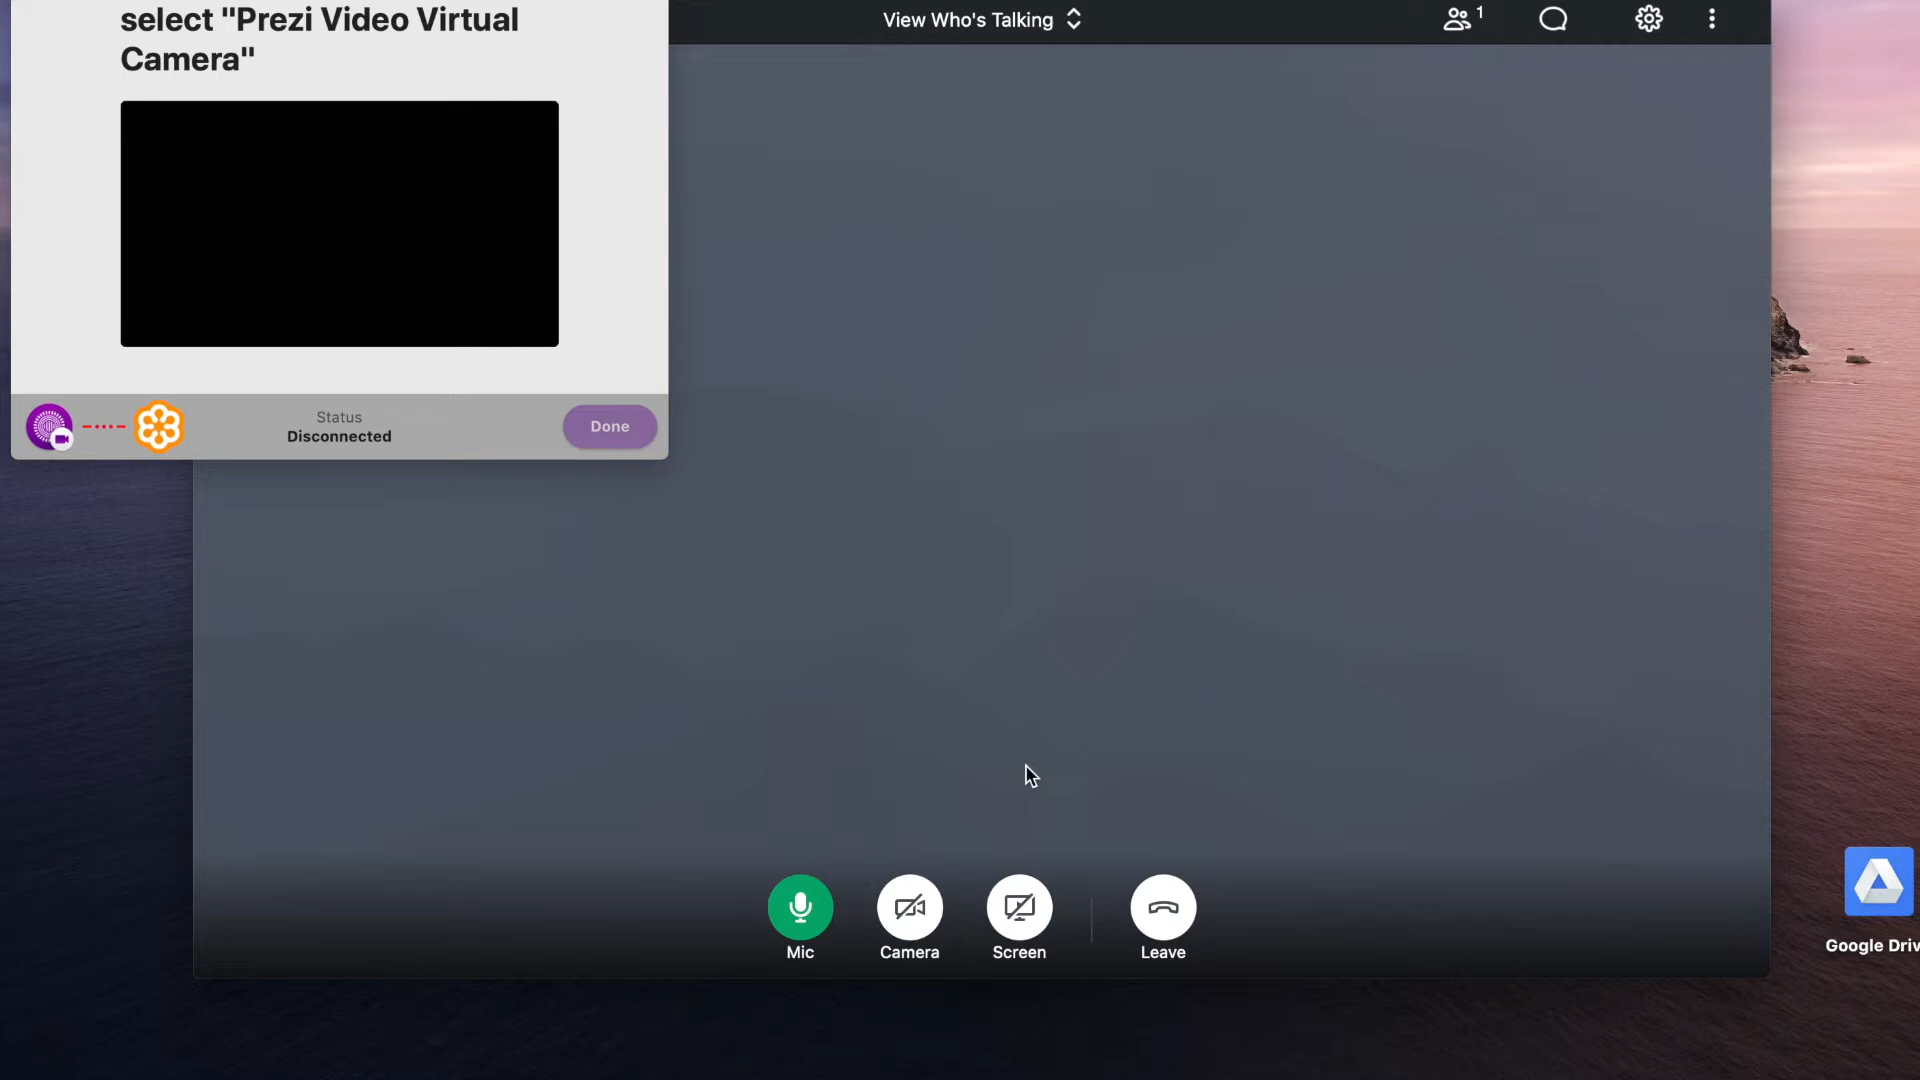 select "Prezi Video Virtual
Camera"
Status
Disconnected
Done
View Who's Talking
1
Mic
Camera
Screen
Leave
Google Driv